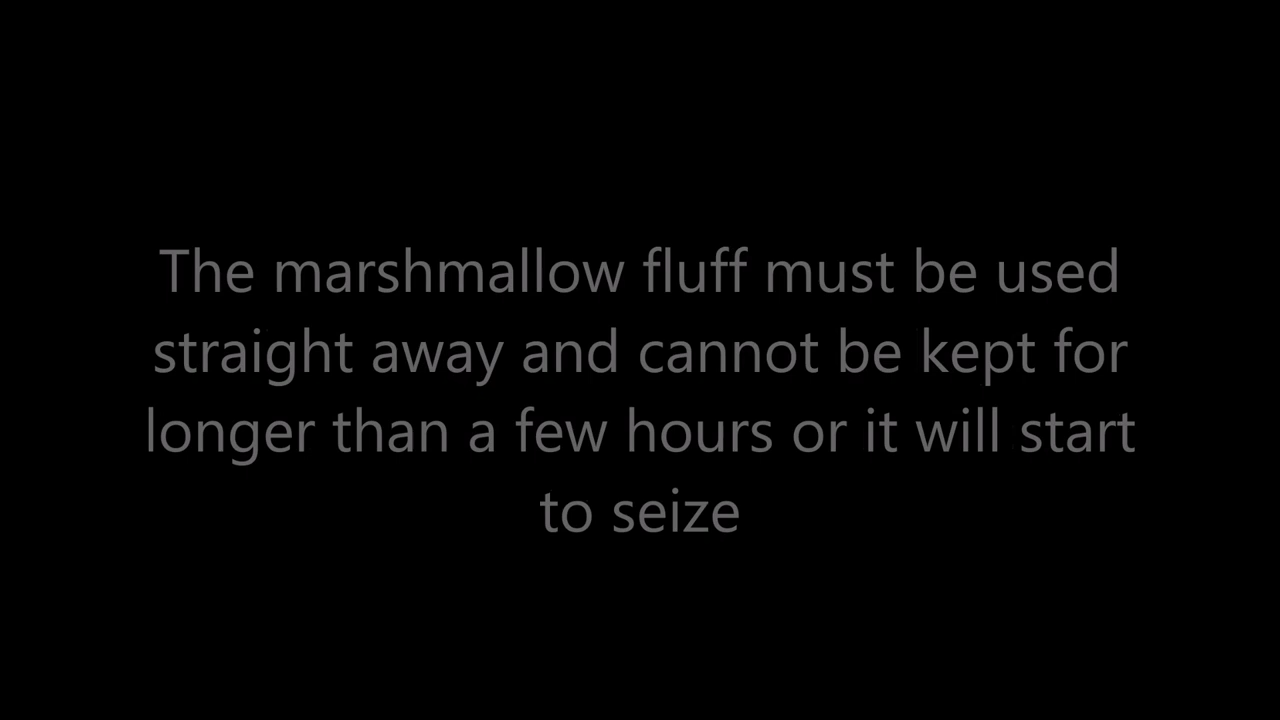 The marshmallow fluff must be used
straight away and cannot be kept for
longer than a few hours or it will start
to seize